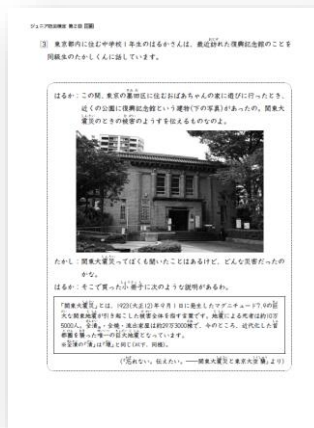 ジュニア防災検定 第2回 初級
3 東京都内に住む中学1年生のはるかさんは、最近訪れた復興記念館のことを
同級生のたかしくんに話しています。
はるか：この間、東京の墨田区に住むおばあちゃんの家に遊びに行ったとき、
近くの公園に復興記念館という建物(下の写真)があったの。関東大
震災のときの被害のようすを伝えるものなのよ。
たかし：関東大震災ってぼくも聞いたことはあるけど、どんな災害だったの
かな。
はるか：そこで買った小冊子に次のような説明があるわ。
「関東大震災」とは、1923(大正12)年9月1日に発生したマグニチュード7.9の巨
大な関東地震が引き起こした被害全体を指す言葉です。地震による死者は約10万
5000人。全潰※・全焼・流出家屋は約29万3000棟で、今のところ、近代化した首
都圏を襲った唯一の巨大地震となっています。
※全潰の「潰」は「壊」と同じ(以下、同様)。
(「忘れない。伝えたい。―関東大震災と東京大空襲」より)